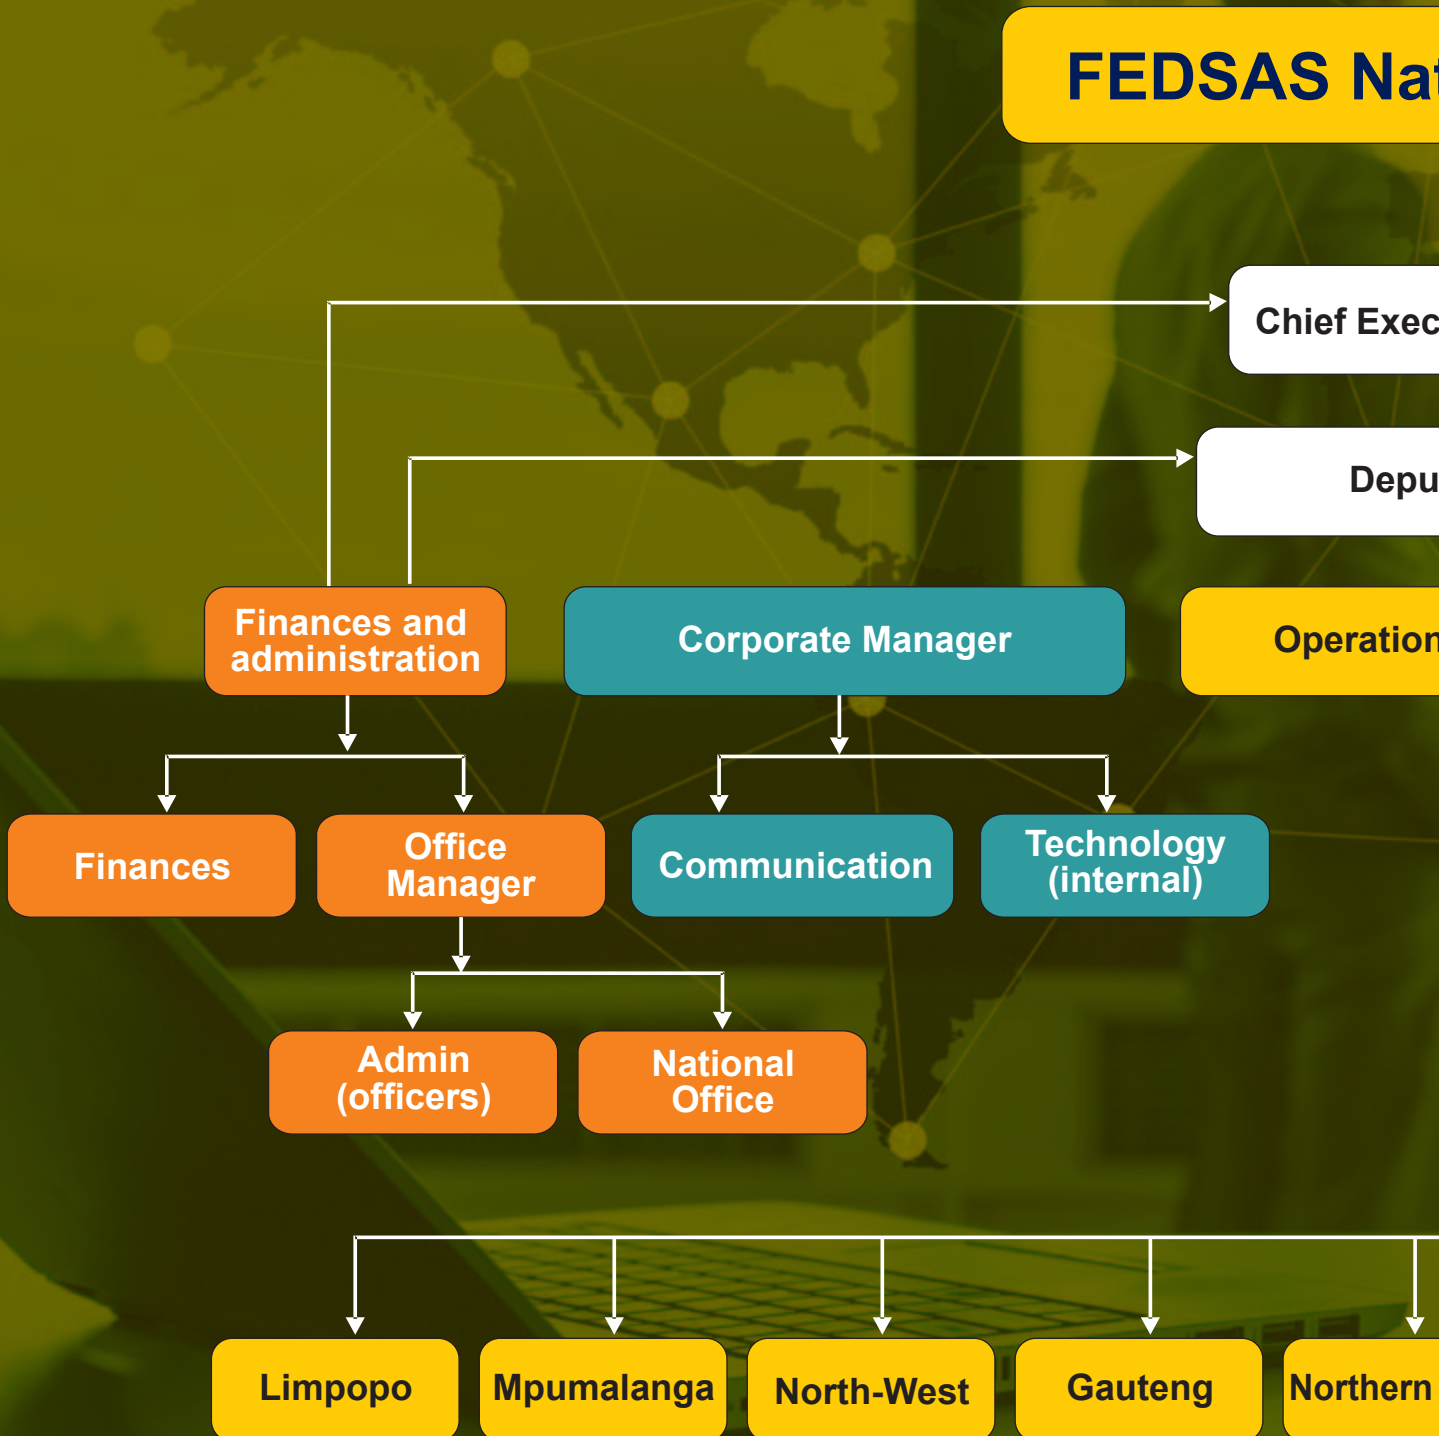 FEDSAS Nat
Chief Exec
Depu
Finances and
administration
Corporate Manager
Operation
Finances
Office
Manager
Communication
Technology
(internal)
Admin
(officers)
National
Office
Limpopo
Mpumalanga
North-West
Gauteng
Northern